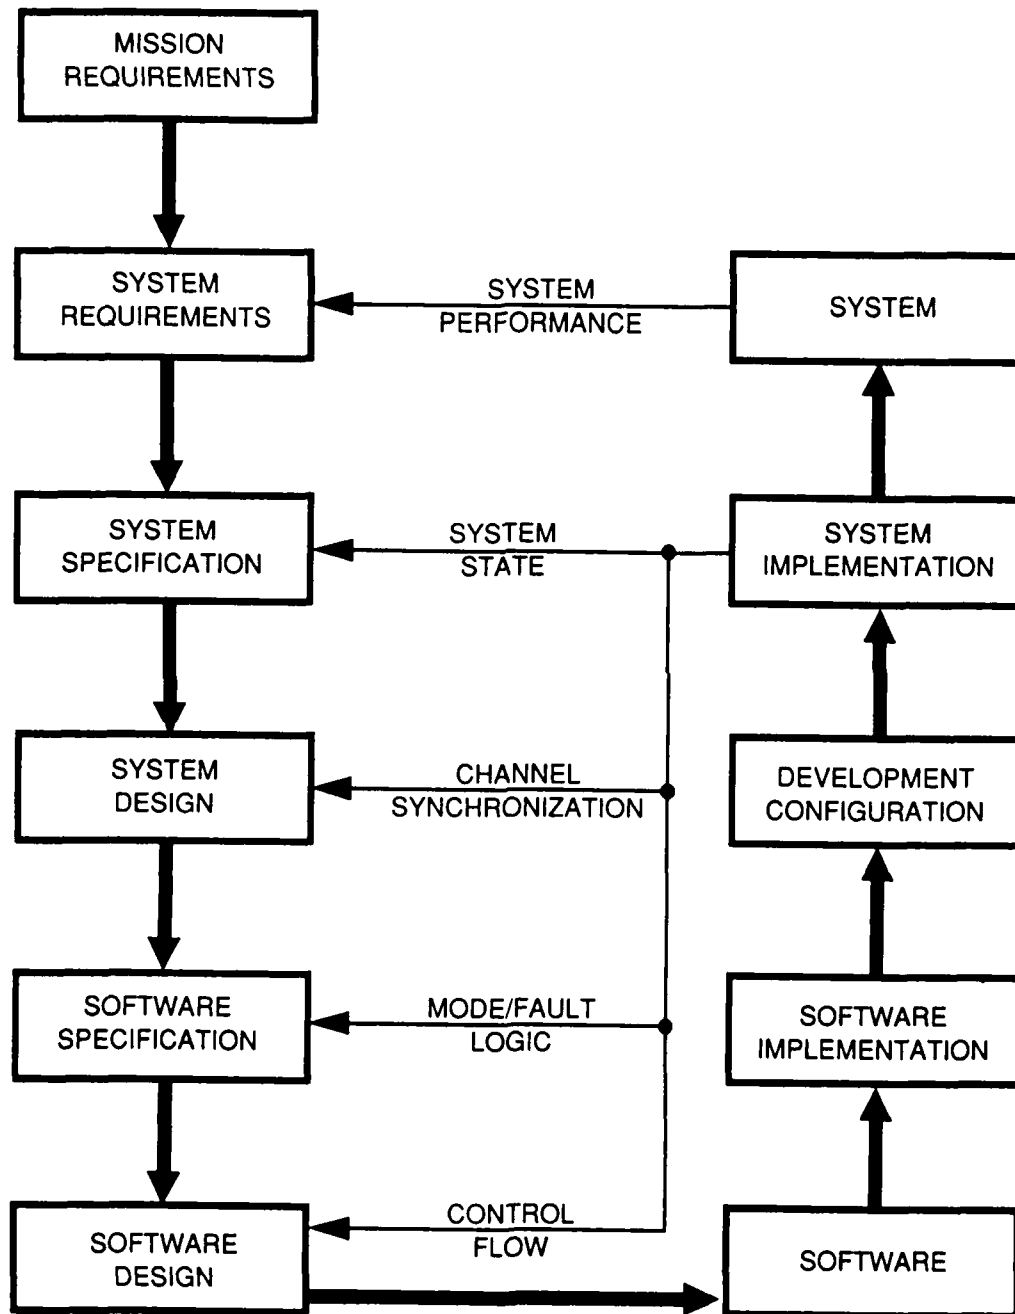 MISSION
REQUIREMENTS
SYSTEM
REQUIREMENTS
SYSTEM
PERFORMANCE
SYSTEM
SYSTEM
SPECIFICATION
SYSTEM
STATE
SYSTEM
IMPLEMENTATION
SYSTEM
DESIGN
CHANNEL
SYNCHRONIZATION
DEVELOPMENT
CONFIGURATION
SOFTWARE
SPECIFICATION
MODE/FAULT
LOGIC
SOFTWARE
IMPLEMENTATION
SOFTWARE
DESIGN
CONTROL
FLOW
SOFTWARE